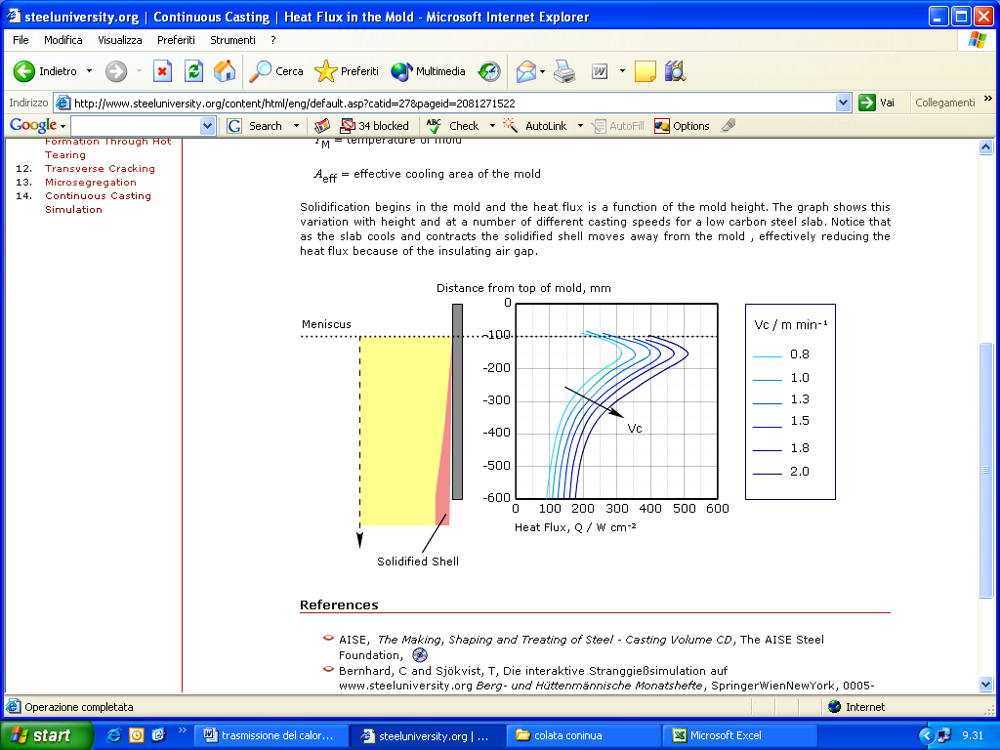 steeluniversity.org | Continuous Casting | Heat Flux in the Mold - Microsoft Internet Explorer
File Modifica Visualizza Preferiti Strumenti ?
Indietro Cerca Preferiti Multimedia
Indirizzo http://www.steeluniversity.org/content/html/eng/default.asp?catid=27&pageid=2081271522 Vai Collegamenti »
Google Search 34 blocked Check AutoLink AutoFill Options
Formation Through Hot
Tearing
12. Transverse Cracking
13. Microsegregation
14. Continuous Casting
Simulation
TM = temperature of mold
Aeff = effective cooling area of the mold
Solidification begins in the mold and the heat flux is a function of the mold height. The graph shows this
variation with height and at a number of different casting speeds for a low carbon steel slab. Notice that
as the slab cools and contracts the solidified shell moves away from the mold , effectively reducing the
heat flux because of the insulating air gap.
Distance from top of mold, mm
Meniscus
0
-100
-200
-300
-400
-500
-600
Vc
0 100 200 300 400 500 600
Heat Flux, Q / W cm⁻²
Solidified Shell
Vc / m min⁻¹
0.8
1.0
1.3
1.5
1.8
2.0
References
AISE, The Making, Shaping and Treating of Steel - Casting Volume CD, The AISE Steel
Foundation,
Bernhard, C and Sjökvist, T, Die interaktive Stranggießsimulation auf
www.steeluniversity.org Berg- und Hüttenmännische Monatshefte, SpringerWienNewYork, 0005-
Operazione completata Internet
start » trasmissione del calor... steeluniversity.org | ... colata coninua Microsoft Excel 9.31